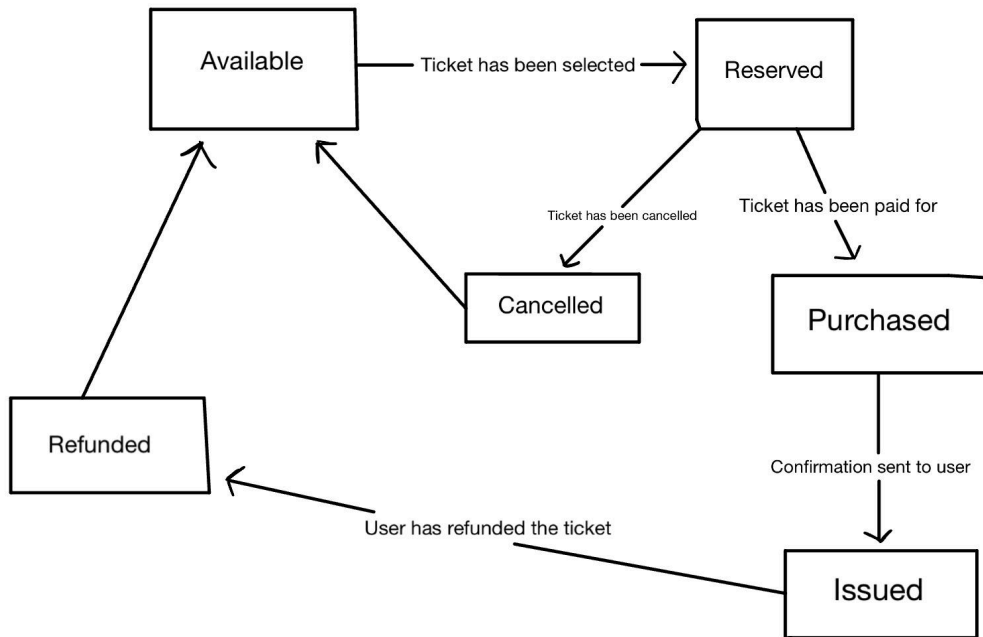 Available
Ticket has been selected
Reserved
Ticket has been cancelled
Ticket has been paid for
Cancelled
Purchased
Refunded
Confirmation sent to user
User has refunded the ticket
Issued